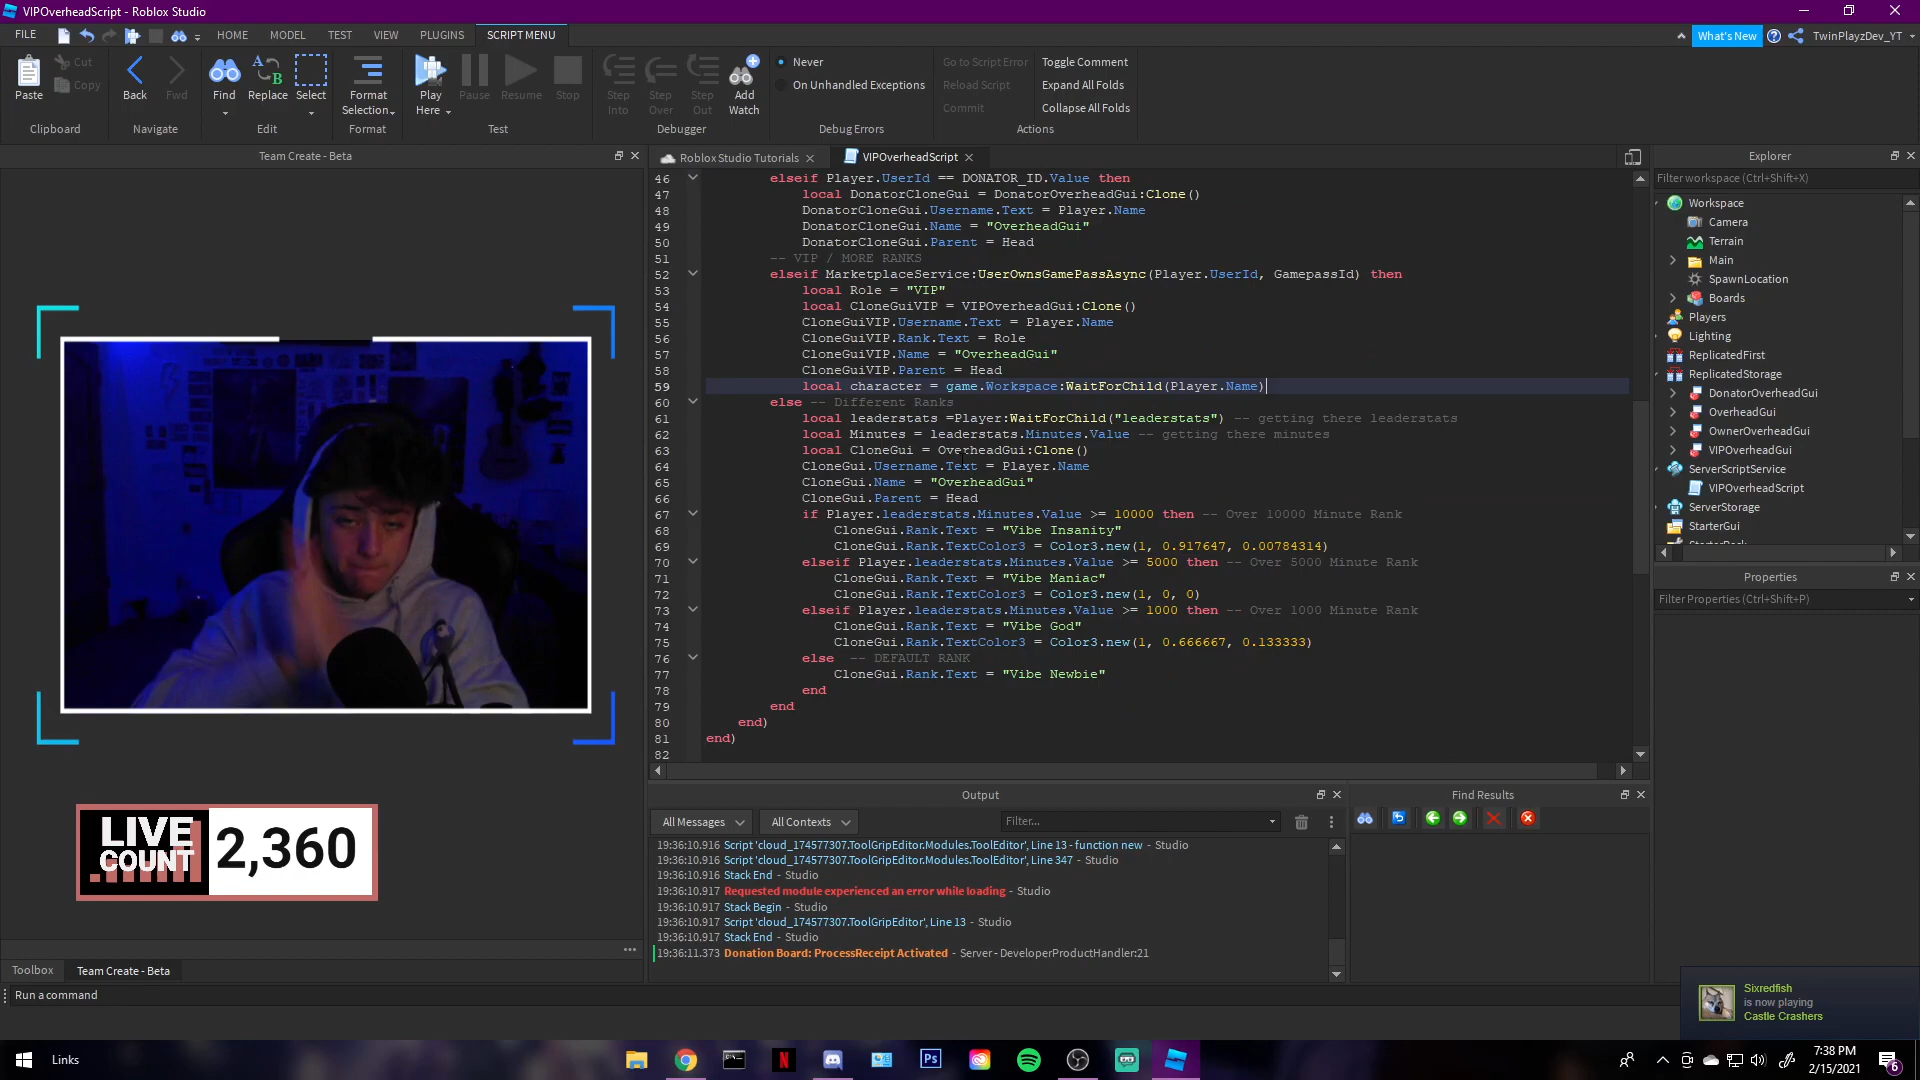 VIPOverheadScript - Roblox Studio
FILE
HOME
MODEL
TEST
VIEW
PLUGINS
SCRIPT MENU
What's New
TwinPlayzDev_YT
Paste
Cut
Copy
Clipboard
Back
Fwd
Navigate
Find
Replace
Select
Edit
Format
Selection
Format
Play
Here
Pause
Resume
Stop
Test
Step
Into
Step
Over
Step
Out
Add
Watch
Debugger
Never
On Unhandled Exceptions
Debug Errors
Go to Script Error
Reload Script
Commit
Toggle Comment
Expand All Folds
Collapse All Folds
Actions
Team Create - Beta
Roblox Studio Tutorials
VIPOverheadScript
46 elseif Player.UserId == DONATOR_ID.Value then
47 local DonatorCloneGui = DonatorOverheadGui:Clone()
48 DonatorCloneGui.Username.Text = Player.Name
49 DonatorCloneGui.Name = "OverheadGui"
50 DonatorCloneGui.Parent = Head
51 -- VIP / MORE RANKS
52 elseif MarketplaceService:UserOwnsGamePassAsync(Player.UserId, GamepassId) then
53 local Role = "VIP"
54 local CloneGuiVIP = VIPOverheadGui:Clone()
55 CloneGuiVIP.Username.Text = Player.Name
56 CloneGuiVIP.Rank.Text = Role
57 CloneGuiVIP.Name = "OverheadGui"
58 CloneGuiVIP.Parent = Head
59 local character = game.Workspace:WaitForChild(Player.Name)
60 else -- Different Ranks
61 local leaderstats =Player:WaitForChild("leaderstats") -- getting there leaderstats
62 local Minutes = leaderstats.Minutes.Value -- getting there minutes
63 local CloneGui = OverheadGui:Clone()
64 CloneGui.Username.Text = Player.Name
65 CloneGui.Name = "OverheadGui"
66 CloneGui.Parent = Head
67 if Player.leaderstats.Minutes.Value >= 10000 then -- Over 10000 Minute Rank
68 CloneGui.Rank.Text = "Vibe Insanity"
69 CloneGui.Rank.TextColor3 = Color3.new(1, 0.917647, 0.00784314)
70 elseif Player.leaderstats.Minutes.Value >= 5000 then -- Over 5000 Minute Rank
71 CloneGui.Rank.Text = "Vibe Maniac"
72 CloneGui.Rank.TextColor3 = Color3.new(1, 0, 0)
73 elseif Player.leaderstats.Minutes.Value >= 1000 then -- Over 1000 Minute Rank
74 CloneGui.Rank.Text = "Vibe God"
75 CloneGui.Rank.TextColor3 = Color3.new(1, 0.666667, 0.133333)
76 else -- DEFAULT RANK
77 CloneGui.Rank.Text = "Vibe Newbie"
78 end
79 end
80 end)
81 end)
82
Explorer
Filter workspace (Ctrl+Shift+X)
Workspace
Camera
Terrain
Main
SpawnLocation
Boards
Players
Lighting
ReplicatedFirst
ReplicatedStorage
DonatorOverheadGui
OverheadGui
OwnerOverheadGui
VIPOverheadGui
ServerScriptService
VIPOverheadScript
ServerStorage
StarterGui
Properties
Filter Properties (Ctrl+Shift+P)
LIVE
COUNT
2,360
Output
All Messages
All Contexts
Filter...
19:36:10.916 Script 'cloud_174577307.ToolGripEditor.Modules.ToolEditor', Line 13 - function new - Studio
19:36:10.916 Script 'cloud_174577307.ToolGripEditor.Modules.ToolEditor', Line 347 - Studio
19:36:10.916 Stack End - Studio
19:36:10.917 Requested module experienced an error while loading - Studio
19:36:10.917 Stack Begin - Studio
19:36:10.917 Script 'cloud_174577307.ToolGripEditor', Line 13 - Studio
19:36:10.917 Stack End - Studio
19:36:11.373 Donation Board: ProcessReceipt Activated - Server - DeveloperProductHandler:21
Find Results
Toolbox
Team Create - Beta
Run a command
Sixredfish
is now playing
Castle Crashers
Links
Ps
7:38 PM
2/15/2021
6